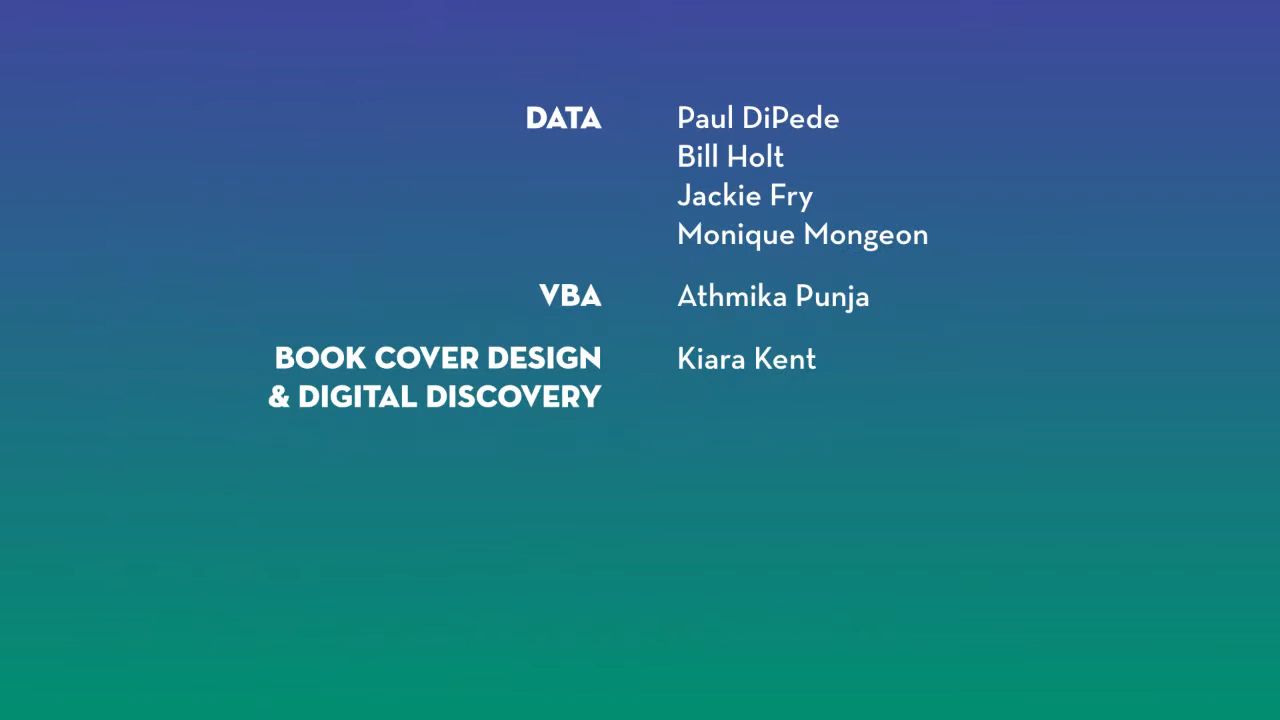 DATA Paul DiPede
Bill Holt
Jackie Fry
Monique Mongeon
VBA Athmika Punja
BOOK COVER DESIGN Kiara Kent
& DIGITAL DISCOVERY